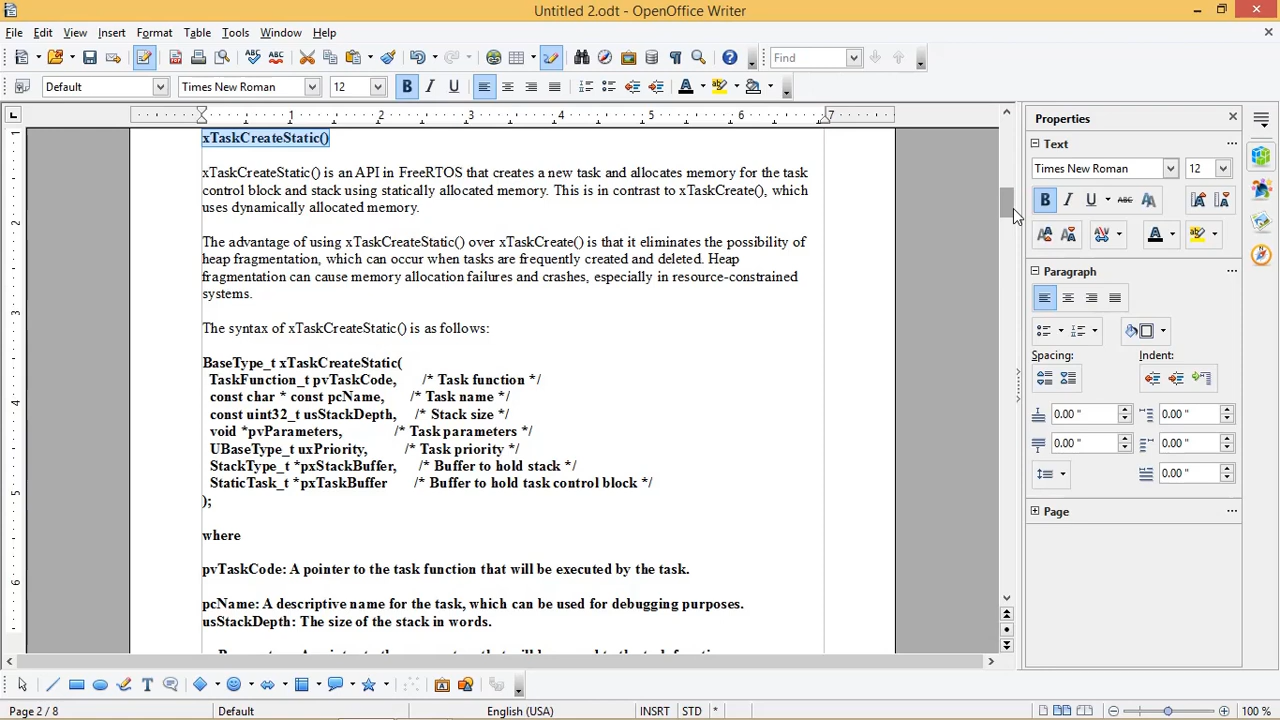 Untitled 2.odt - OpenOffice Writer
File Edit View Insert Format Table Tools Window Help
Find
Default Times New Roman 12
1 2 3 4 5 6 7
Properties
xTaskCreateStatic()
Text
xTaskCreateStatic() is an API in FreeRTOS that creates a new task and allocates memory for the task
control block and stack using statically allocated memory. This is in contrast to xTaskCreate(), which
uses dynamically allocated memory.
Times New Roman 12
The advantage of using xTaskCreateStatic() over xTaskCreate() is that it eliminates the possibility of
heap fragmentation, which can occur when tasks are frequently created and deleted. Heap
fragmentation can cause memory allocation failures and crashes, especially in resource-constrained
systems.
Paragraph
The syntax of xTaskCreateStatic() is as follows:
Spacing: Indent:
BaseType_t xTaskCreateStatic(
TaskFunction_t pvTaskCode, /* Task function */
const char * const pcName, /* Task name */
const uint32_t usStackDepth, /* Stack size */
void *pvParameters, /* Task parameters */
UBaseType_t uxPriority, /* Task priority */
StackType_t *pxStackBuffer, /* Buffer to hold stack */
StaticTask_t *pxTaskBuffer /* Buffer to hold task control block */
);
0.00 " 0.00 "
0.00 " 0.00 "
0.00 "
Page
where
pvTaskCode: A pointer to the task function that will be executed by the task.
pcName: A descriptive name for the task, which can be used for debugging purposes.
usStackDepth: The size of the stack in words.
Page 2 / 8 Default English (USA) INSRT STD * 100 %